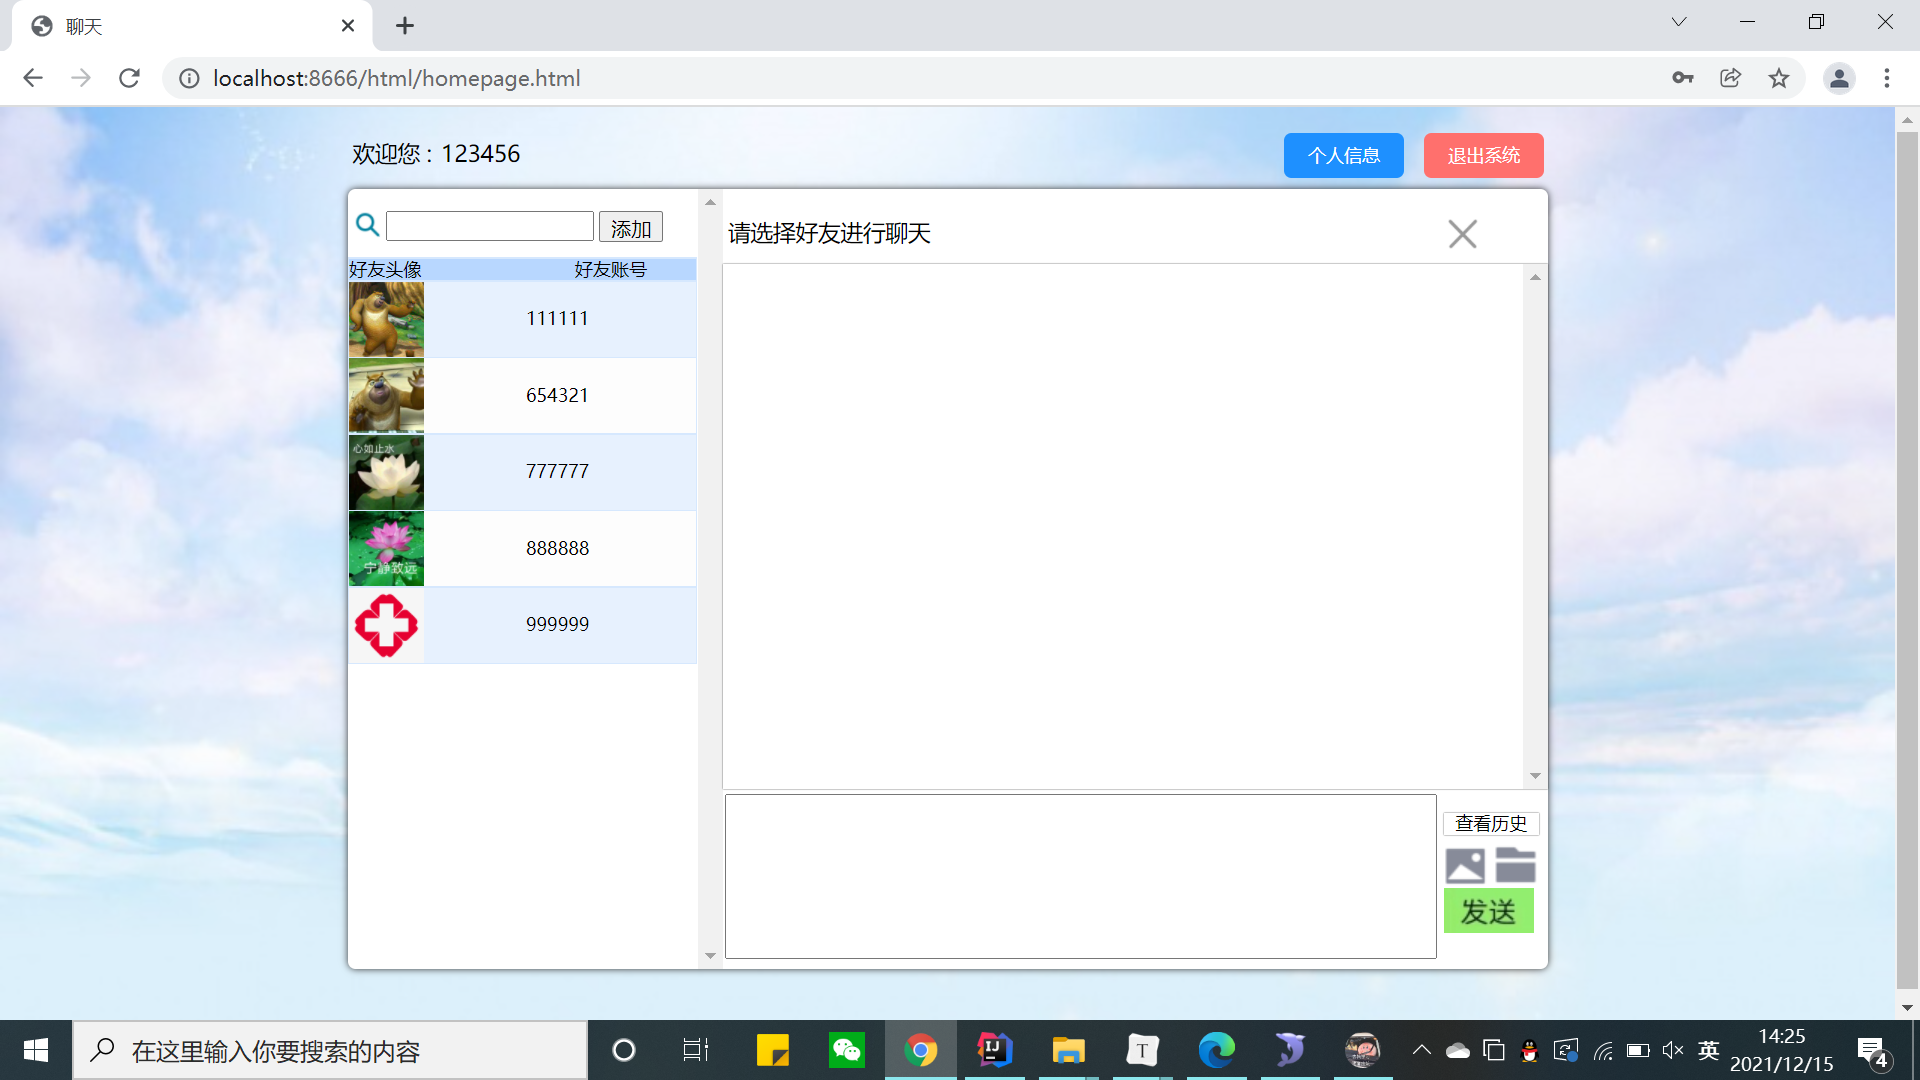 聊天
localhost:8666/html/homepage.html
欢迎您：123456
个人信息
退出系统
添加
请选择好友进行聊天
好友头像 好友账号
111111
654321
心如止水
777777
888888
宁静致远
999999
查看历史
发送
在这里输入你要搜索的内容
IJ
T
英
14:25
2021/12/15
4